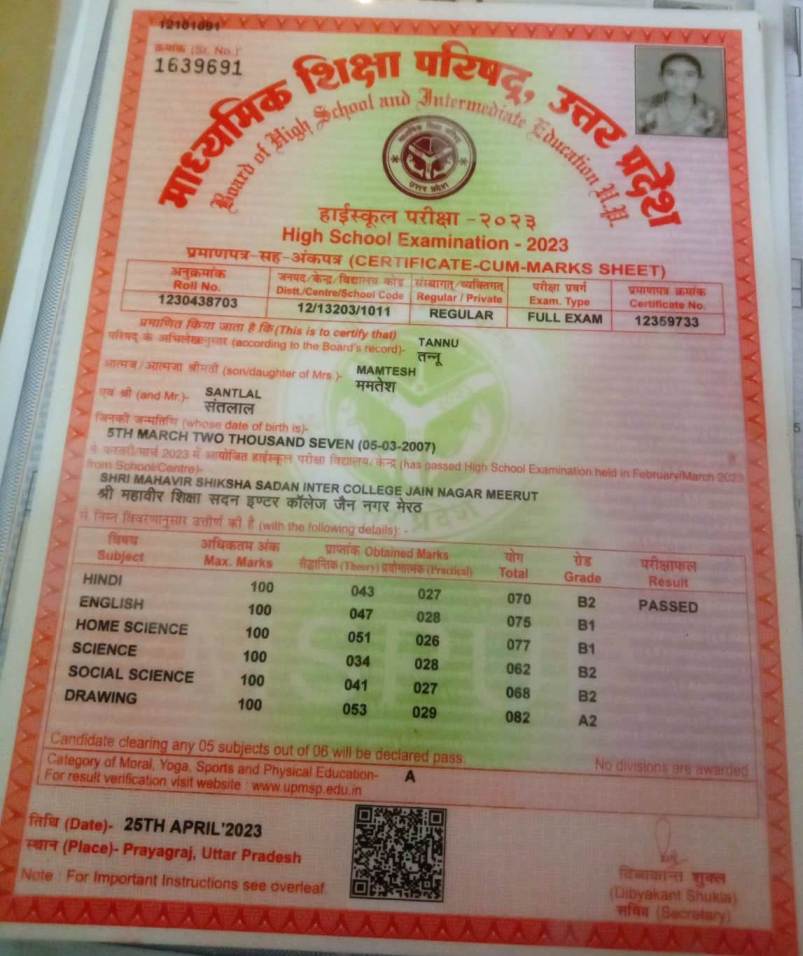 12161691
क्रमांक (Sr. No.)
1639691
माध्यमिक शिक्षा परिषद्, उत्तर प्रदेश
Board of High School and Intermediate Education U.P.
उत्तर प्रदेश
हाईस्कूल परीक्षा -२०२३
High School Examination - 2023
प्रमाणपत्र-सह-अंकपत्र (CERTIFICATE-CUM-MARKS SHEET)
अनुक्रमांक जनपद/केन्द्र/विद्यालय कोड संस्थागत/व्यक्तिगत परीक्षा प्रवर्ग प्रमाणपत्र क्रमांक
Roll No. Distt./Centre/School Code Regular / Private Exam. Type Certificate No.
1230438703 12/13203/1011 REGULAR FULL EXAM 12359733
प्रमाणित किया जाता है कि (This is to certify that)
परिषद् के अभिलेखानुसार (according to the Board's record)- TANNU
तन्नू
आत्मज/आत्मजा श्रीमती (son/daughter of Mrs.)- MAMTESH
ममतेश
एवं श्री (and Mr.)- SANTLAL
संतलाल
जिनकी जन्मतिथि (whose date of birth is)-
5TH MARCH TWO THOUSAND SEVEN (05-03-2007)
ने फरवरी/मार्च 2023 में आयोजित हाईस्कूल परीक्षा विद्यालय/केन्द्र (has passed High School Examination held in February/March 2023
from School/Centre)-
SHRI MAHAVIR SHIKSHA SADAN INTER COLLEGE JAIN NAGAR MEERUT
श्री महावीर शिक्षा सदन इण्टर कॉलेज जैन नगर मेरठ
से निम्न विवरणानुसार उत्तीर्ण की है (with the following details): -
विषय अधिकतम अंक प्राप्तांक Obtained Marks योग ग्रेड परीक्षाफल
Subject Max. Marks सैद्धान्तिक (Theory) प्रयोगात्मक (Practical) Total Grade Result
HINDI 100 043 027 070 B2 PASSED
ENGLISH 100 047 028 075 B1
HOME SCIENCE 100 051 026 077 B1
SCIENCE 100 034 028 062 B2
SOCIAL SCIENCE 100 041 027 068 B2
DRAWING 100 053 029 082 A2
Candidate clearing any 05 subjects out of 06 will be declared pass.
No divisions are awarded
Category of Moral, Yoga, Sports and Physical Education- A
For result verification visit website : www.upmsp.edu.in
तिथि (Date)- 25TH APRIL'2023
स्थान (Place)- Prayagraj, Uttar Pradesh
Note : For Important Instructions see overleaf.
दिब्यकान्त शुक्ल
(Dibyakant Shukla)
सचिव (Secretary)